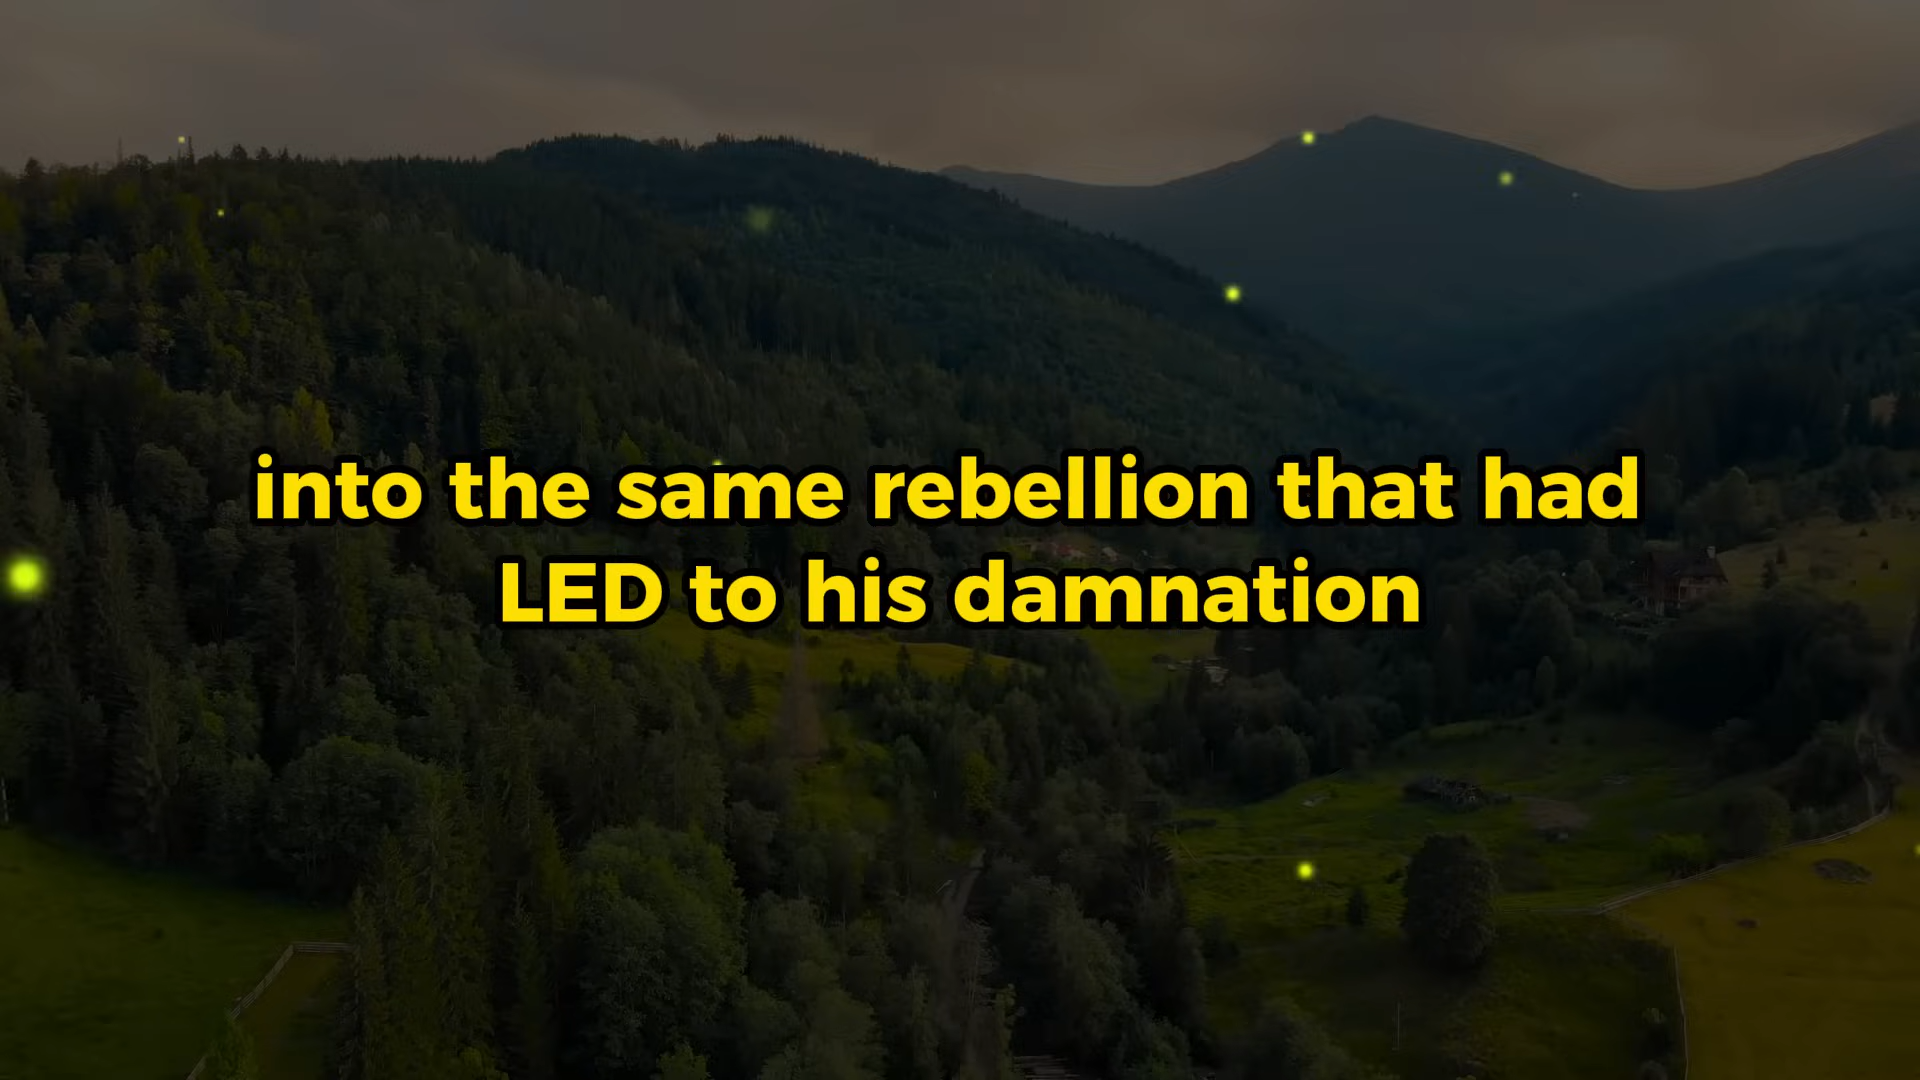 into the same rebellion that had
LED to his damnation